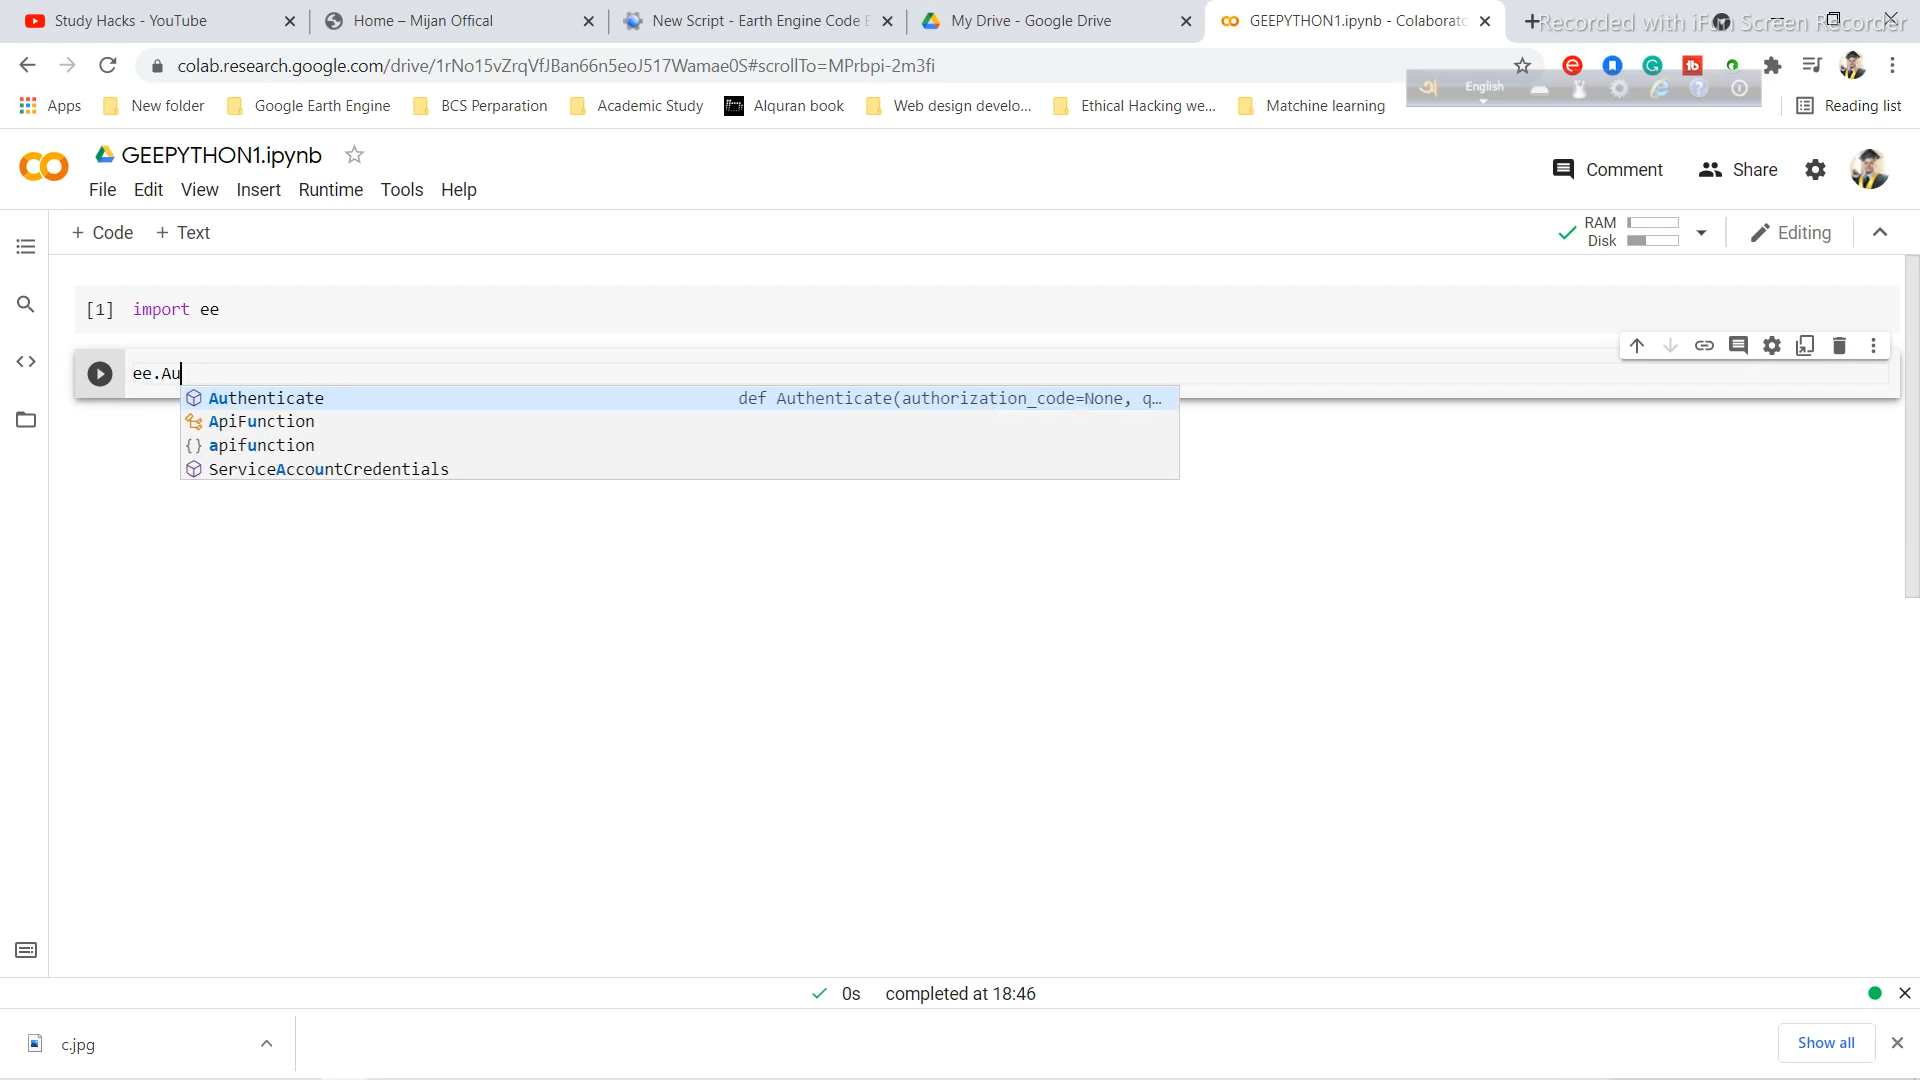 Study Hacks - YouTube
Home – Mijan Offical
New Script - Earth Engine Code E
My Drive - Google Drive
GEEPYTHON1.ipynb - Colaborato
Recorded with iFun Screen Recorder
colab.research.google.com/drive/1rNo15vZrqVfJBan66n5eoJ517Wamae0S#scrollTo=MPrbpi-2m3fi
Apps
New folder
Google Earth Engine
BCS Perparation
Academic Study
Alquran book
Web design develo...
Ethical Hacking we...
Matchine learning
English
Reading list
GEEPYTHON1.ipynb
File Edit View Insert Runtime Tools Help
Comment
Share
+ Code + Text
RAM
Disk
Editing
[1] import ee
ee.Au
Authenticate def Authenticate(authorization_code=None, q…
ApiFunction
{} apifunction
ServiceAccountCredentials
0s completed at 18:46
c.jpg
Show all